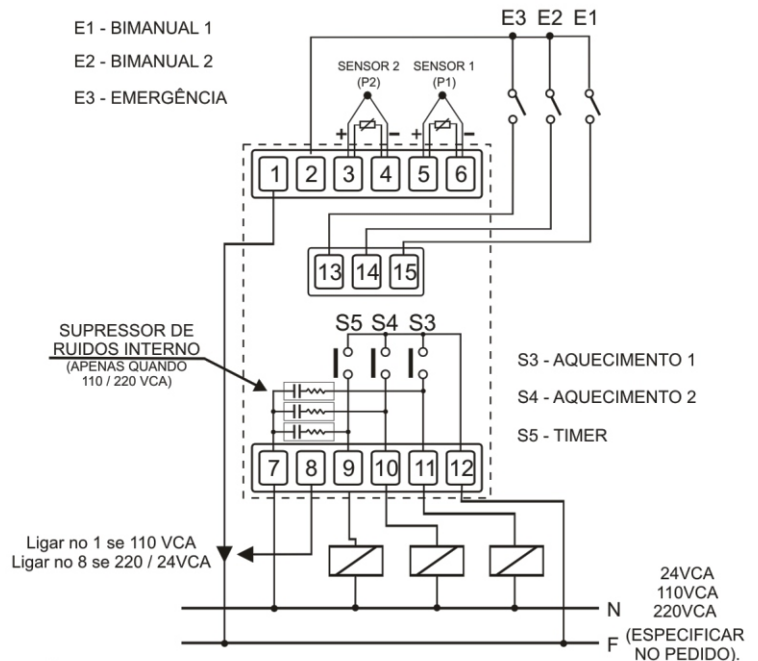 E1 - BIMANUAL 1
E2 - BIMANUAL 2
E3 - EMERGÊNCIA
E3 E2 E1
SENSOR 2
(P2)
SENSOR 1
(P1)
+ − + −
1 2 3 4 5 6
13 14 15
SUPRESSOR DE
RUIDOS INTERNO
(APENAS QUANDO
110 / 220 VCA)
S5 S4 S3
S3 - AQUECIMENTO 1
S4 - AQUECIMENTO 2
S5 - TIMER
7 8 9 10 11 12
Ligar no 1 se 110 VCA
Ligar no 8 se 220 / 24VCA
24VCA
110VCA
220VCA
(ESPECIFICAR
NO PEDIDO).
N
F